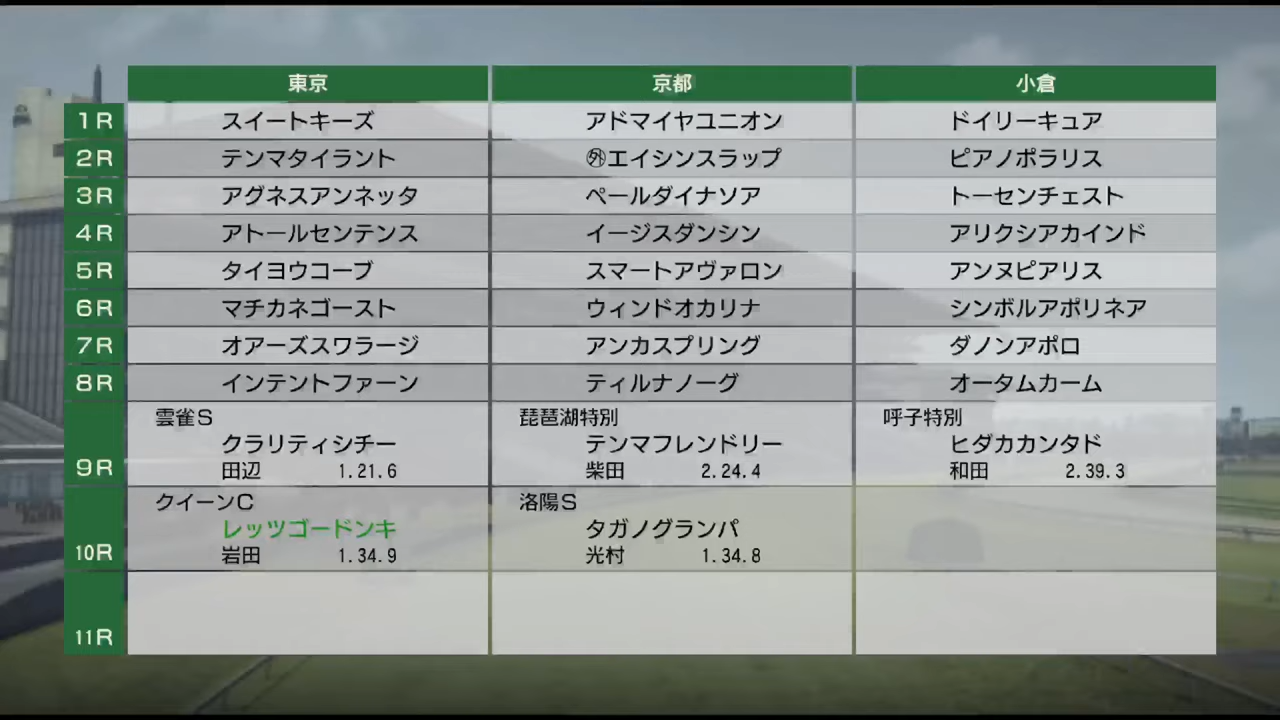 東京 京都 小倉
1R スイートキーズ アドマイヤユニオン ドイリーキュア
2R テンマタイラント ㊕エイシンスラップ ピアノポラリス
3R アグネスアンネッタ ペールダイナソア トーセンチェスト
4R アトールセンテンス イージスダンシン アリクシアカインド
5R タイヨウコーブ スマートアヴァロン アンヌピアリス
6R マチカネゴースト ウィンドオカリナ シンボルアポリネア
7R オアーズスワラージ アンカスプリング ダノンアポロ
8R インテントファーン ティルナノーグ オータムカーム
雲雀S 琵琶湖特別 呼子特別
クラリティシチー テンマフレンドリー ヒダカカンタド
9R 田辺 1.21.6 柴田 2.24.4 和田 2.39.3
クイーンC 洛陽S
レッツゴードンキ タガノグランパ
10R 岩田 1.34.9 光村 1.34.8
11R